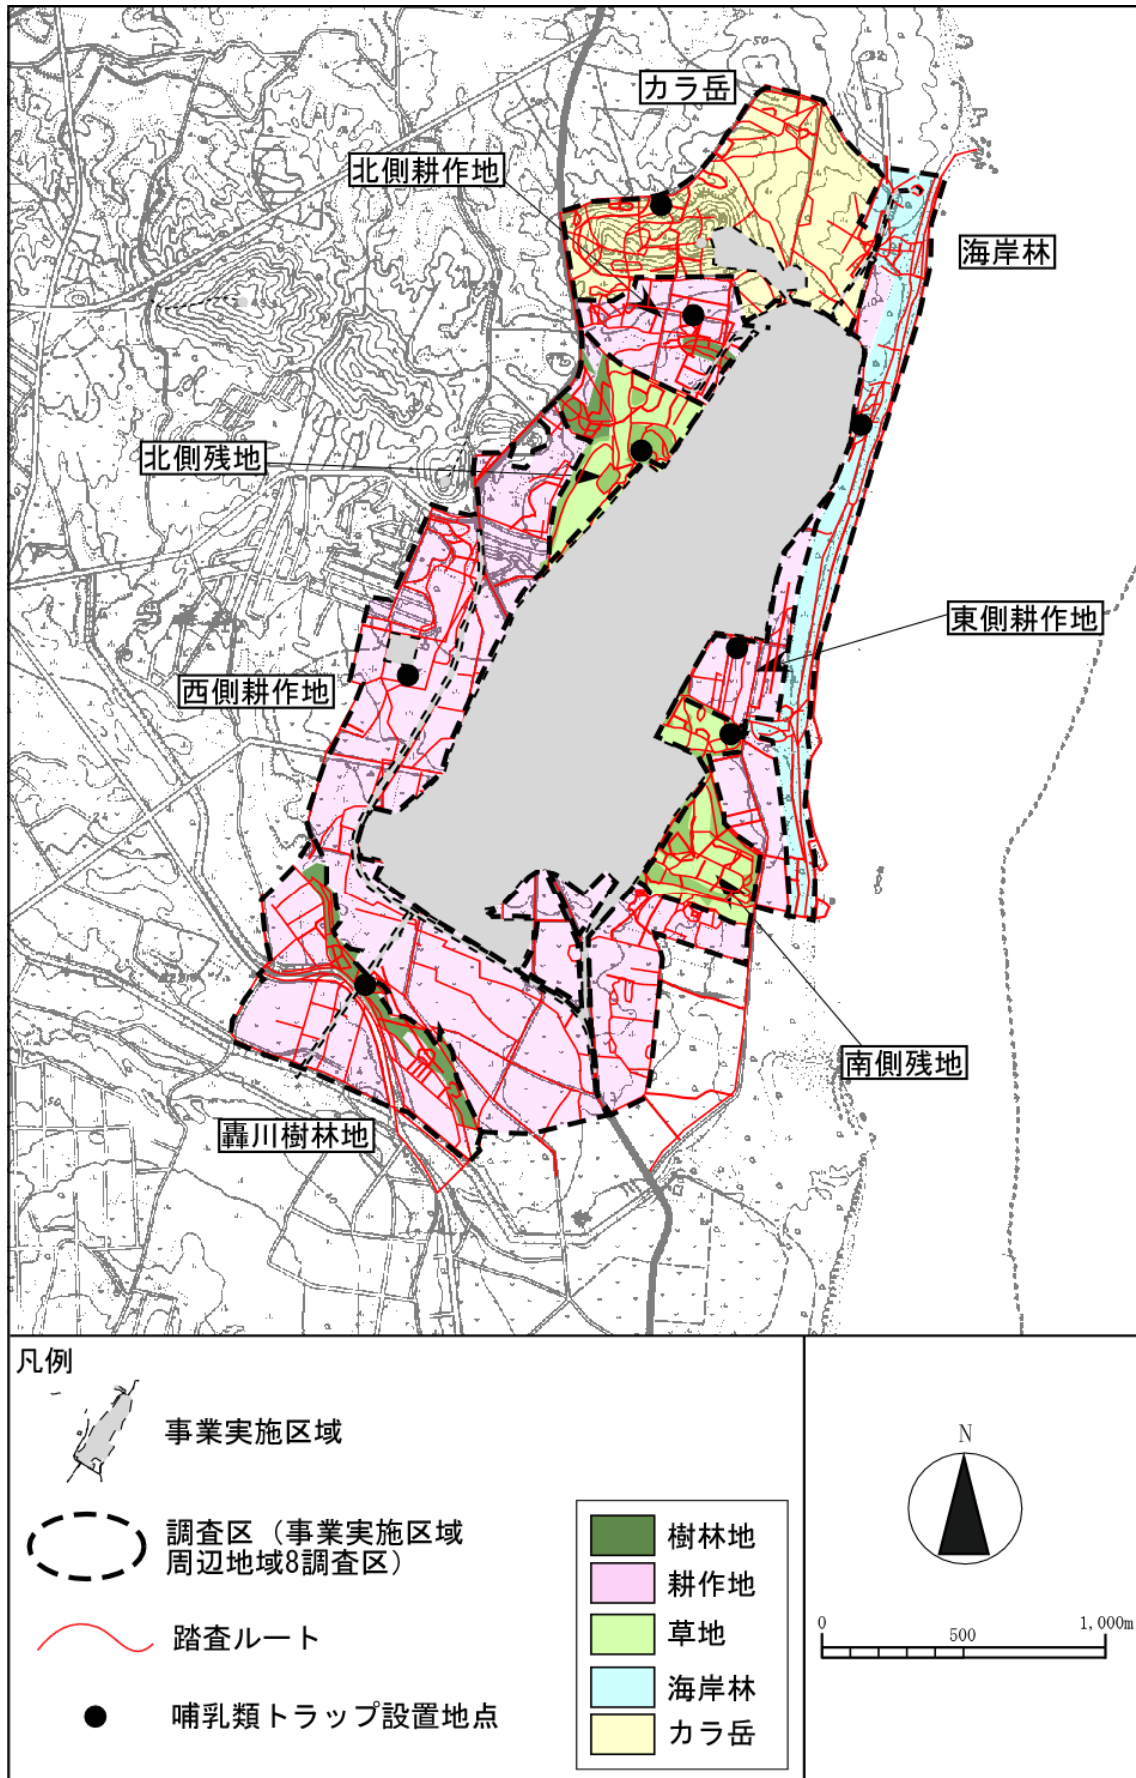 カラ岳
北側耕作地
海岸林
北側残地
東側耕作地
西側耕作地
南側残地
轟川樹林地
凡例
事業実施区域
調査区（事業実施区域
周辺地域8調査区）
踏査ルート
哺乳類トラップ設置地点
樹林地
耕作地
草地
海岸林
カラ岳
N
0
500
1,000m